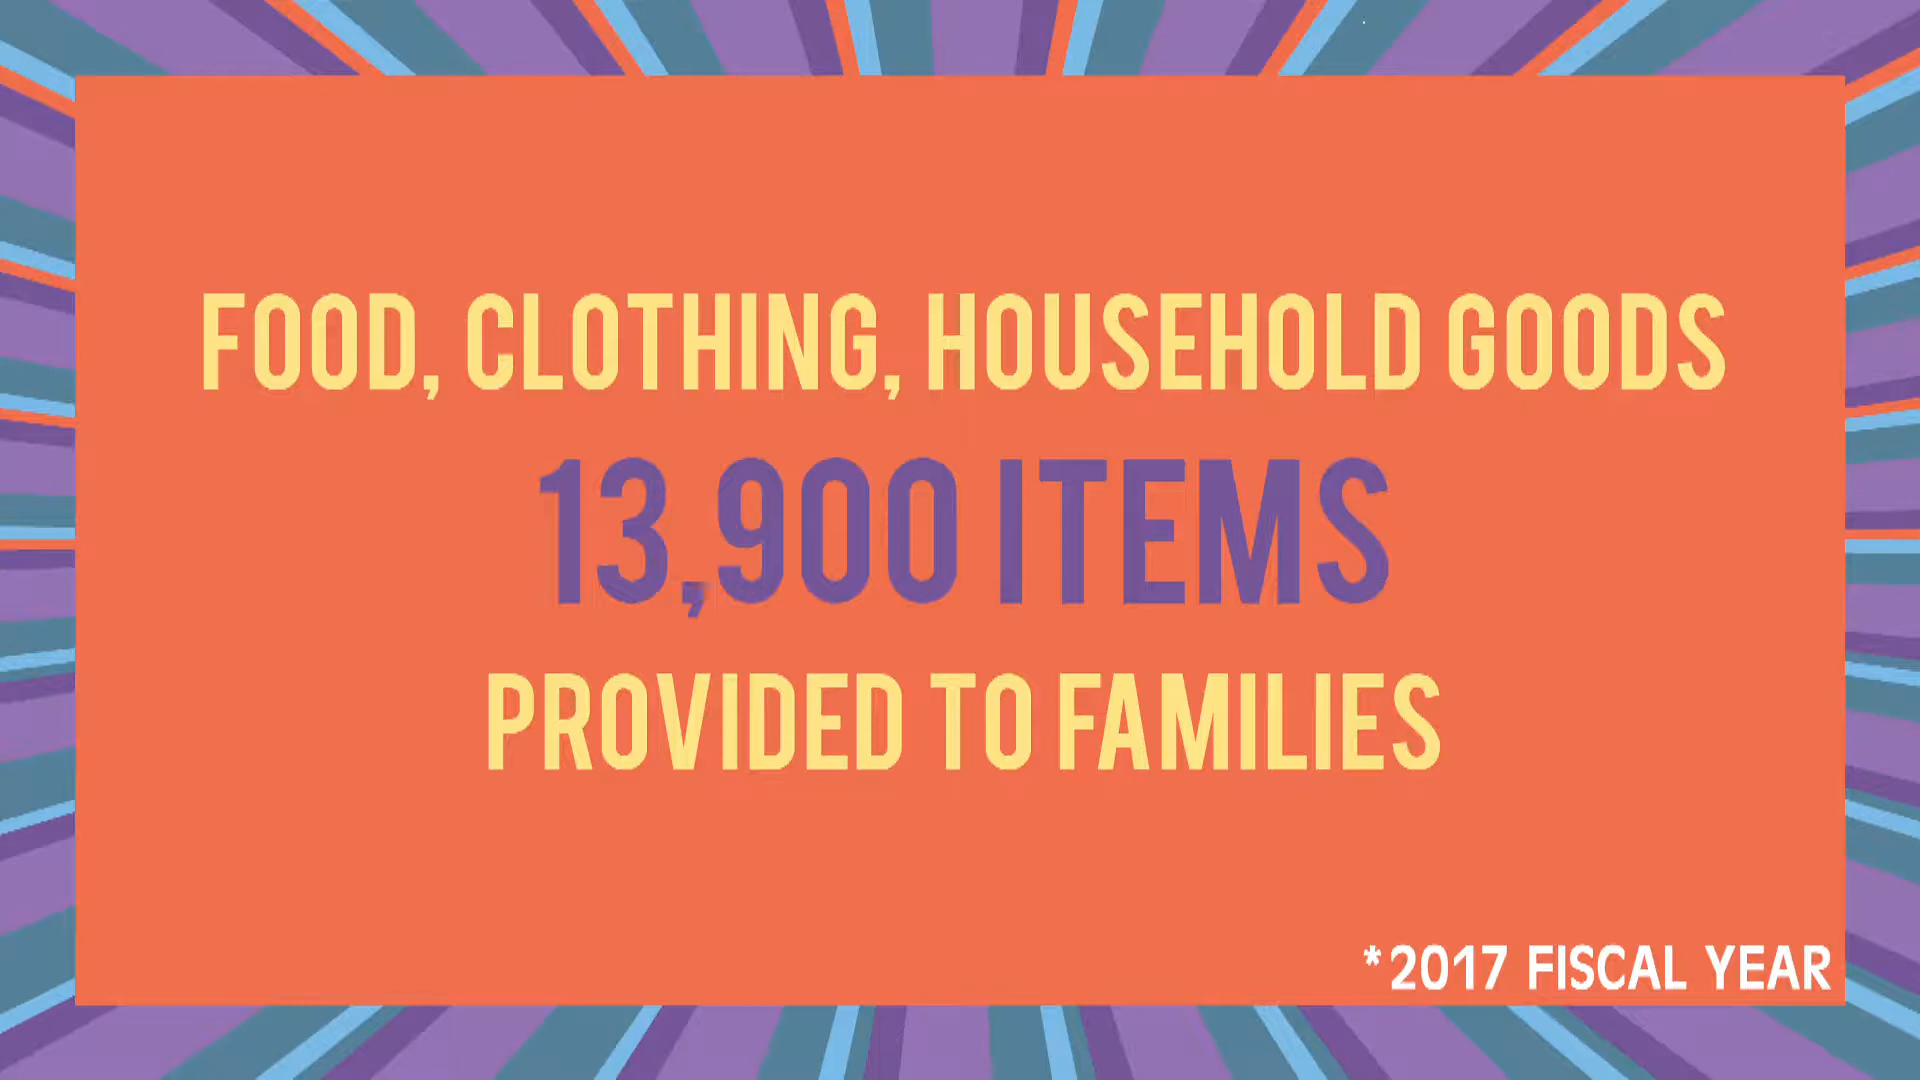 FOOD, CLOTHING, HOUSEHOLD GOODS
13,900 ITEMS
PROVIDED TO FAMILIES
*2017 FISCAL YEAR